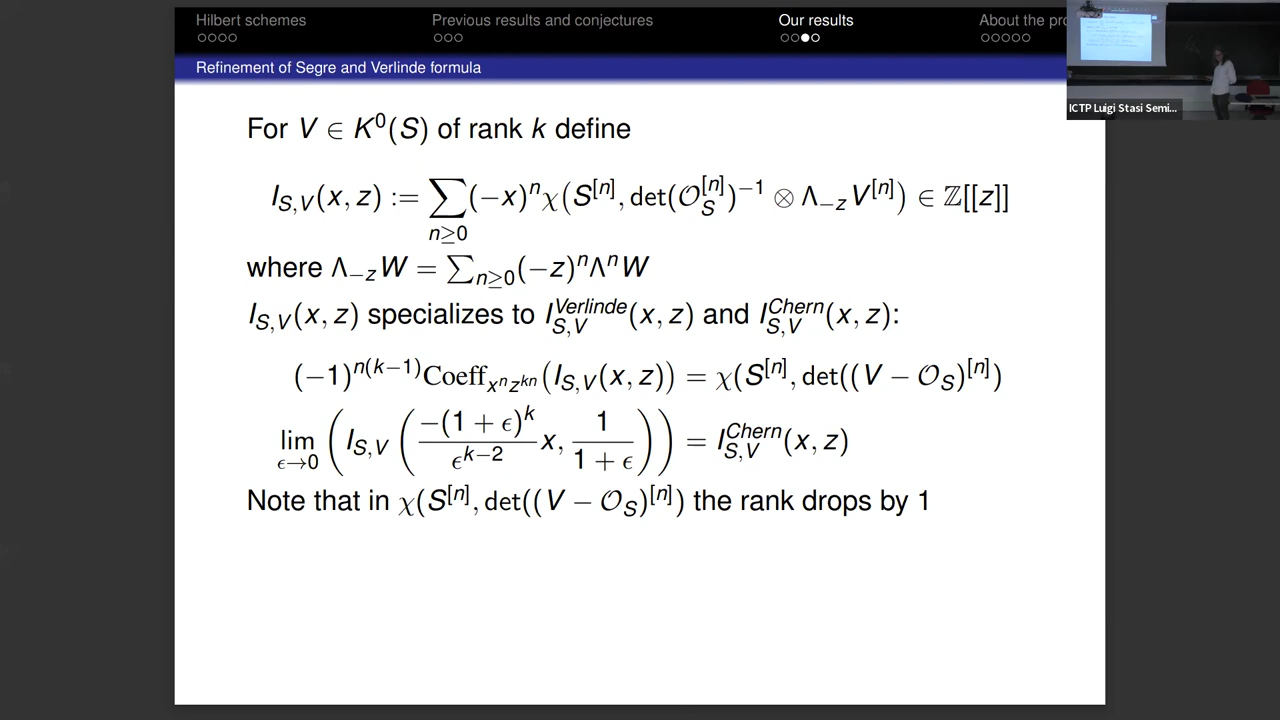 Hilbert schemes Previous results and conjectures Our results About the pro
Refinement of Segre and Verlinde formula
ICTP Luigi Stasi Semi...
For V ∈ K⁰(S) of rank k define
I_{S,V}(x, z) := ∑_{n≥0} (−x)^n χ(S^{[n]}, det(𝒪_S^{[n]})^{−1} ⊗ Λ_{−z}V^{[n]}) ∈ ℤ[[z]]
where Λ_{−z}W = ∑_{n≥0}(−z)^n Λ^n W
I_{S,V}(x, z) specializes to I_{S,V}^{Verlinde}(x, z) and I_{S,V}^{Chern}(x, z):
(−1)^{n(k−1)}Coeff_{x^n z^{kn}}(I_{S,V}(x, z)) = χ(S^{[n]}, det((V − 𝒪_S)^{[n]})
lim_{ϵ→0} (I_{S,V}(\frac{−(1 + ϵ)^k}{ϵ^{k−2}}x, \frac{1}{1 + ϵ})) = I_{S,V}^{Chern}(x, z)
Note that in χ(S^{[n]}, det((V − 𝒪_S)^{[n]}) the rank drops by 1